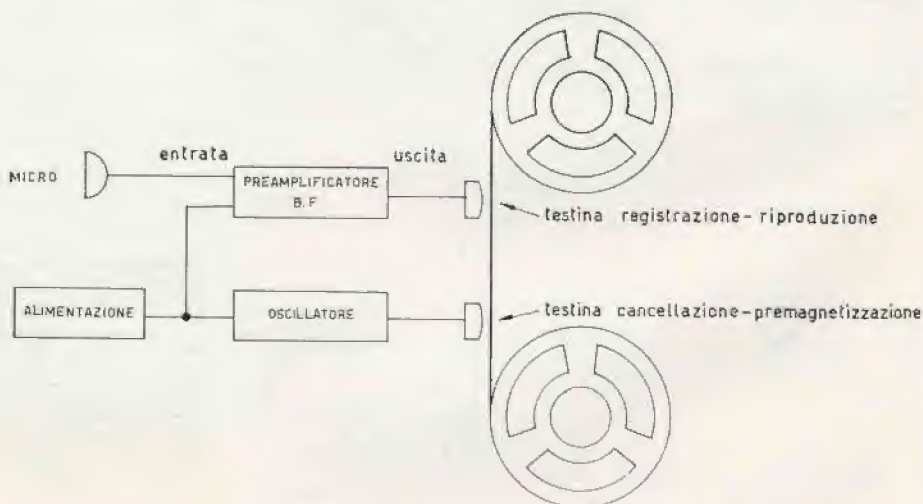 entrata
uscita
MICRO
PREAMPLIFICATORE
B.F
testina registrazione-riproduzione
ALIMENTAZIONE
OSCILLATORE
testina cancellazione-premagnetizzazione